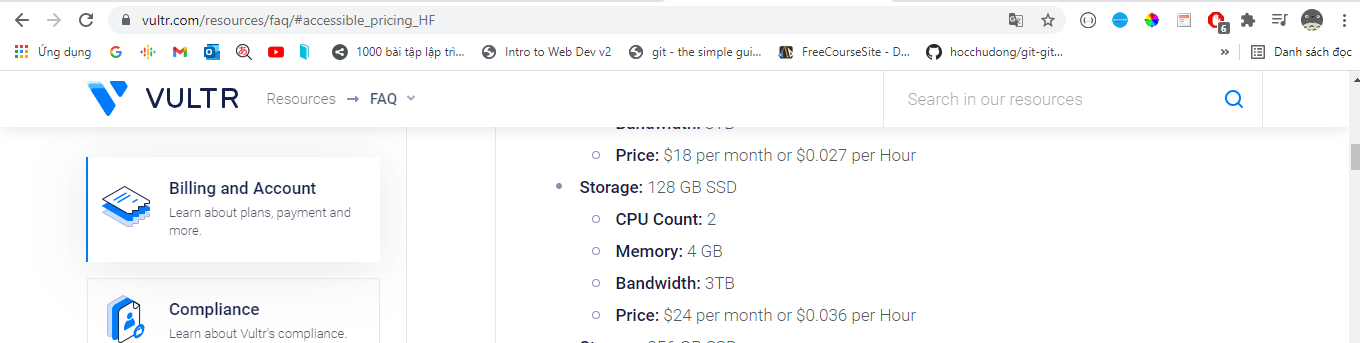 vultr.com/resources/faq/#accessible_pricing_HF
6
Ứng dụng
1000 bài tập lập trì...
Intro to Web Dev v2
git - the simple gui...
FreeCourseSite - D...
hocchudong/git-git...
»
Danh sách đọc
VULTR
Resources → FAQ
Search in our resources
Price: $18 per month or $0.027 per Hour
Billing and Account
Learn about plans, payment and
more.
Storage: 128 GB SSD
CPU Count: 2
Memory: 4 GB
Bandwidth: 3TB
Price: $24 per month or $0.036 per Hour
Compliance
Learn about Vultr's compliance.